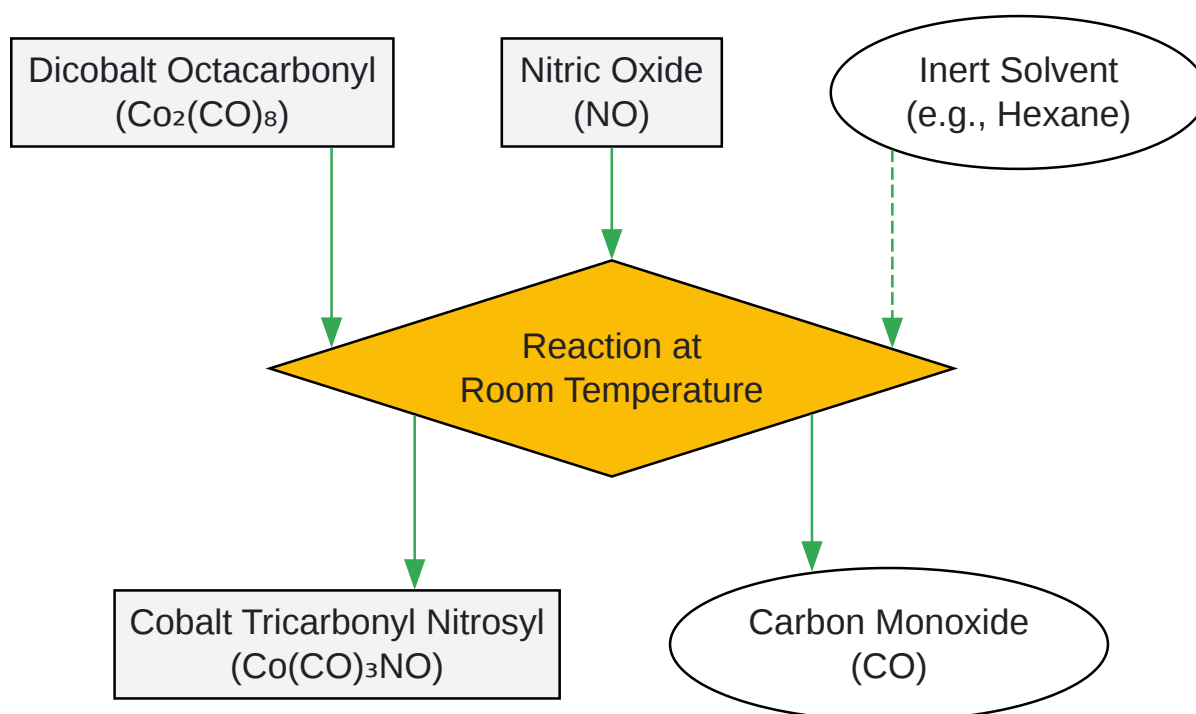 Dicobalt Octacarbonyl
(Co₂(CO)₈)
Nitric Oxide
(NO)
Inert Solvent
(e.g., Hexane)
Reaction at
Room Temperature
Cobalt Tricarbonyl Nitrosyl
(Co(CO)₃NO)
Carbon Monoxide
(CO)